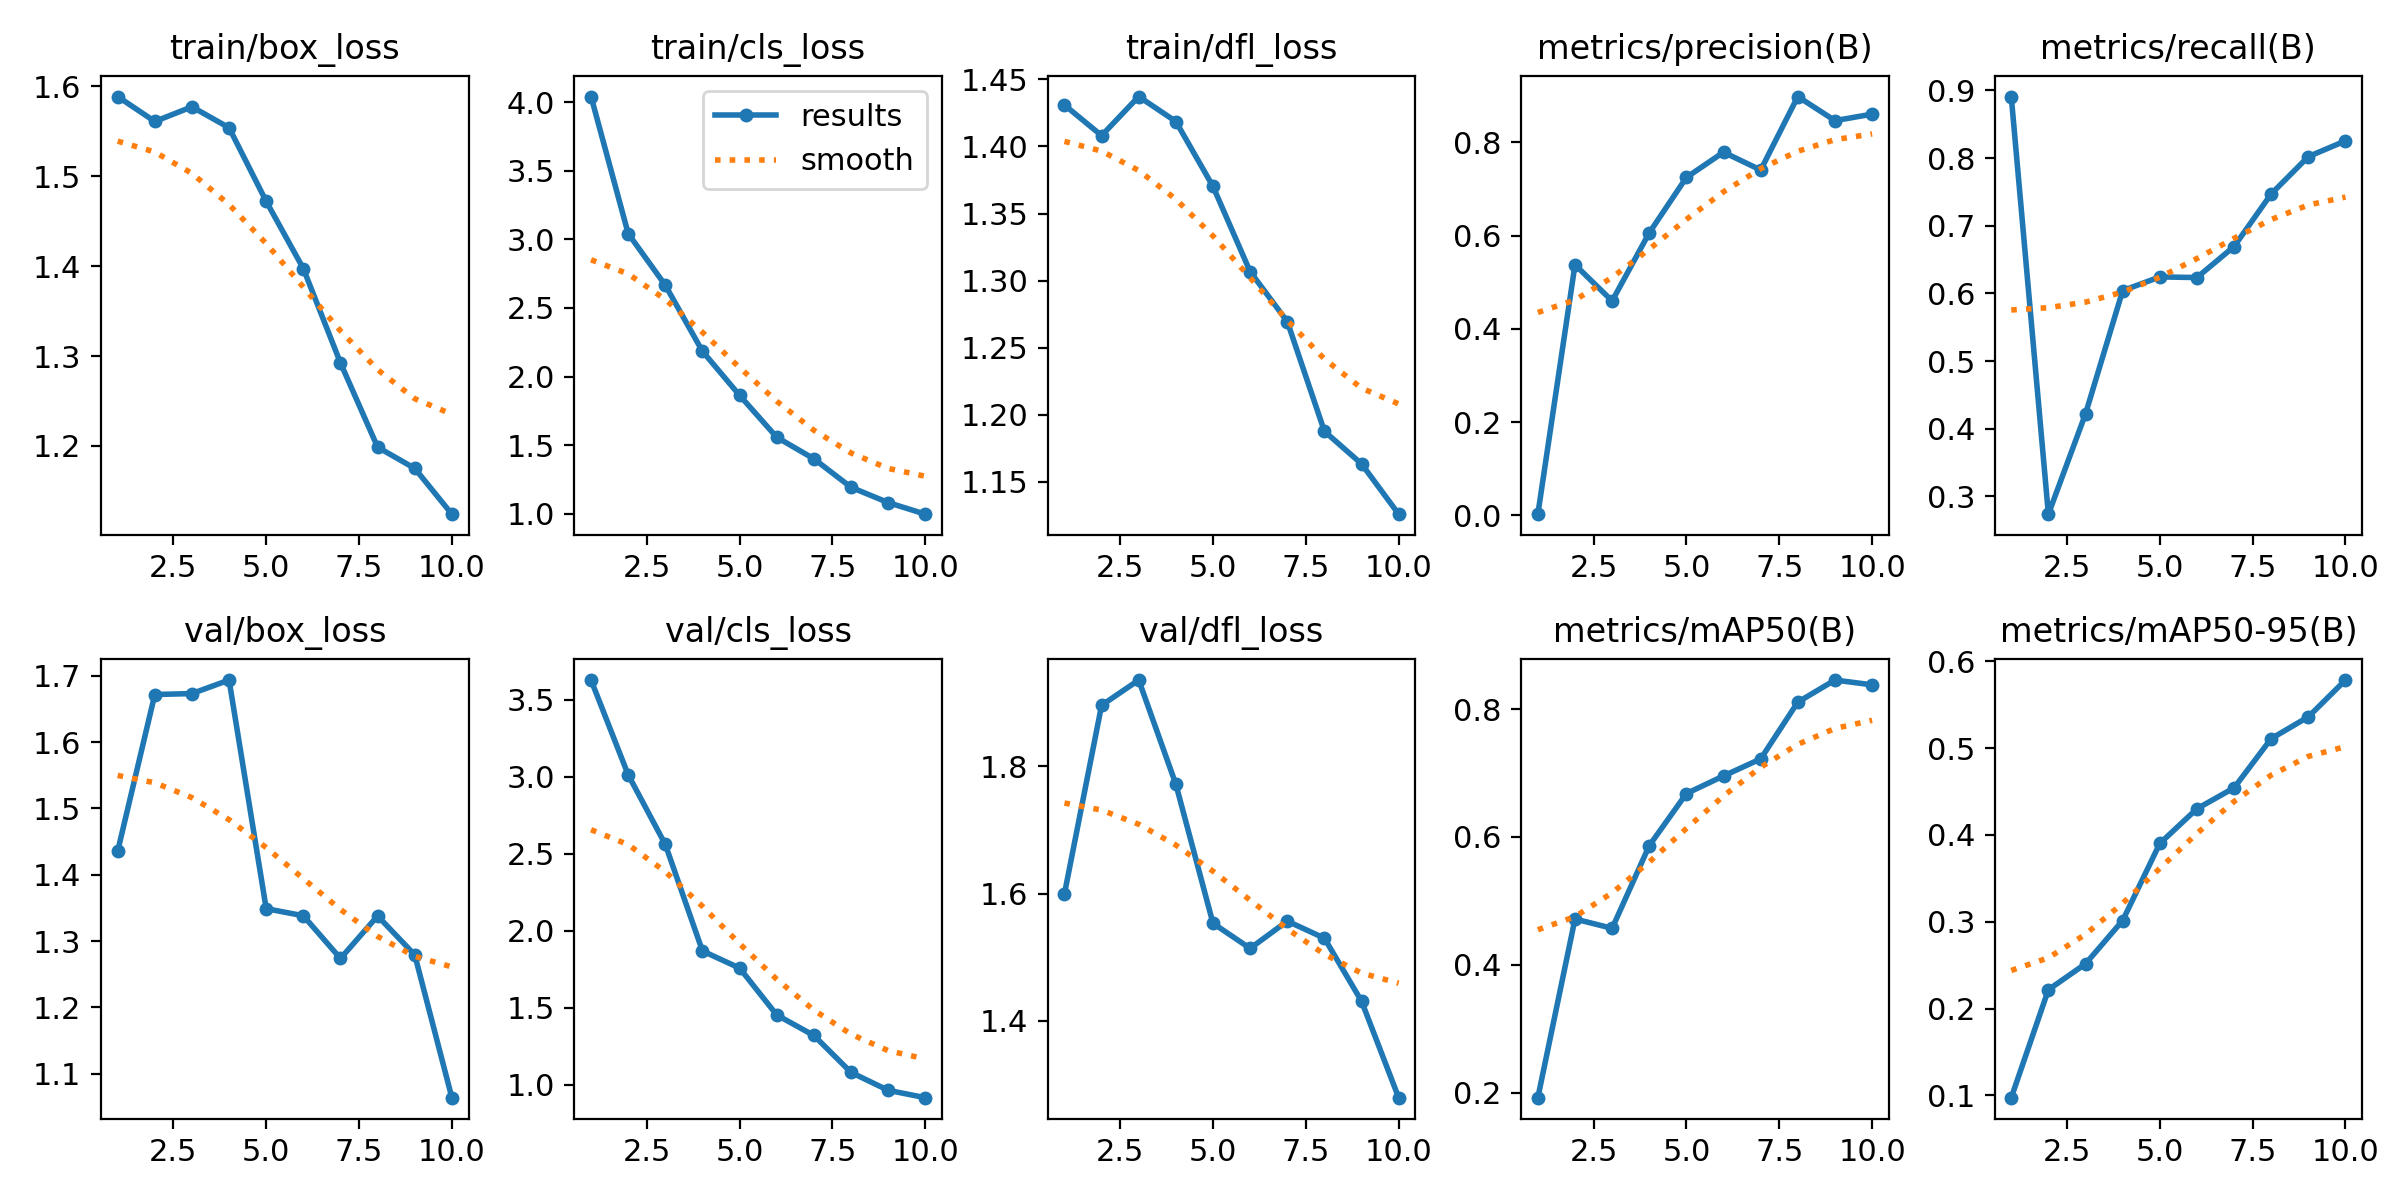 train/box_loss
1.6
1.5
1.4
1.3
1.2
2.5 5.0 7.5 10.0
train/cls_loss
4.0
3.5
3.0
2.5
2.0
1.5
1.0
results
smooth
2.5 5.0 7.5 10.0
train/dfl_loss
1.45
1.40
1.35
1.30
1.25
1.20
1.15
2.5 5.0 7.5 10.0
metrics/precision(B)
0.8
0.6
0.4
0.2
0.0
2.5 5.0 7.5 10.0
metrics/recall(B)
0.9
0.8
0.7
0.6
0.5
0.4
0.3
2.5 5.0 7.5 10.0
val/box_loss
1.7
1.6
1.5
1.4
1.3
1.2
1.1
2.5 5.0 7.5 10.0
val/cls_loss
3.5
3.0
2.5
2.0
1.5
1.0
2.5 5.0 7.5 10.0
val/dfl_loss
1.8
1.6
1.4
2.5 5.0 7.5 10.0
metrics/mAP50(B)
0.8
0.6
0.4
0.2
2.5 5.0 7.5 10.0
metrics/mAP50-95(B)
0.6
0.5
0.4
0.3
0.2
0.1
2.5 5.0 7.5 10.0